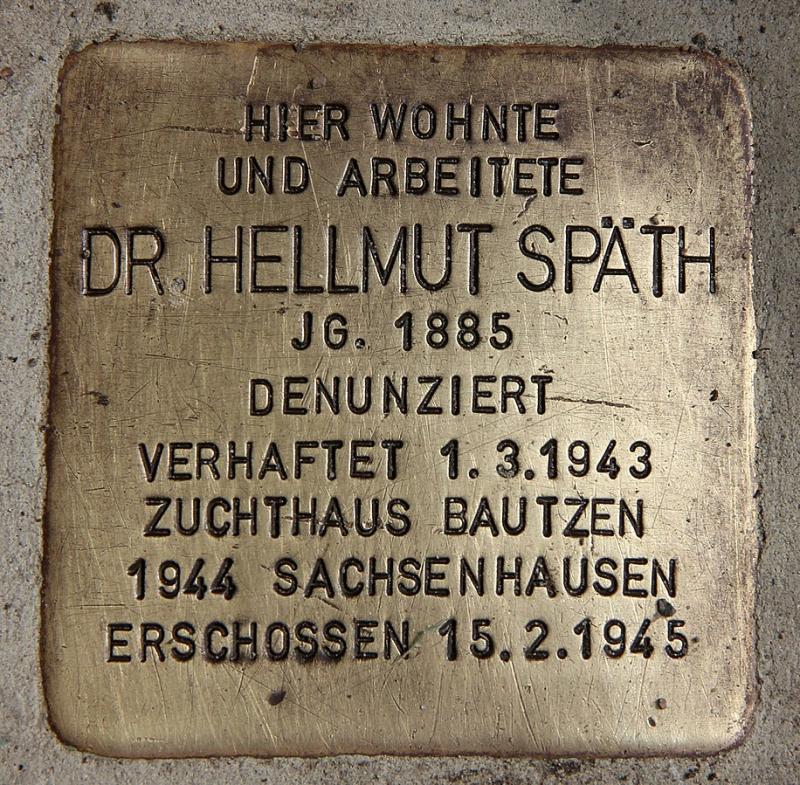 HIER WOHNTE
UND ARBEITETE
DR. HELLMUT SPÄTH
JG. 1885
DENUNZIERT
VERHAFTET 1.3.1943
ZUCHTHAUS BAUTZEN
1944 SACHSENHAUSEN
ERSCHOSSEN 15.2.1945